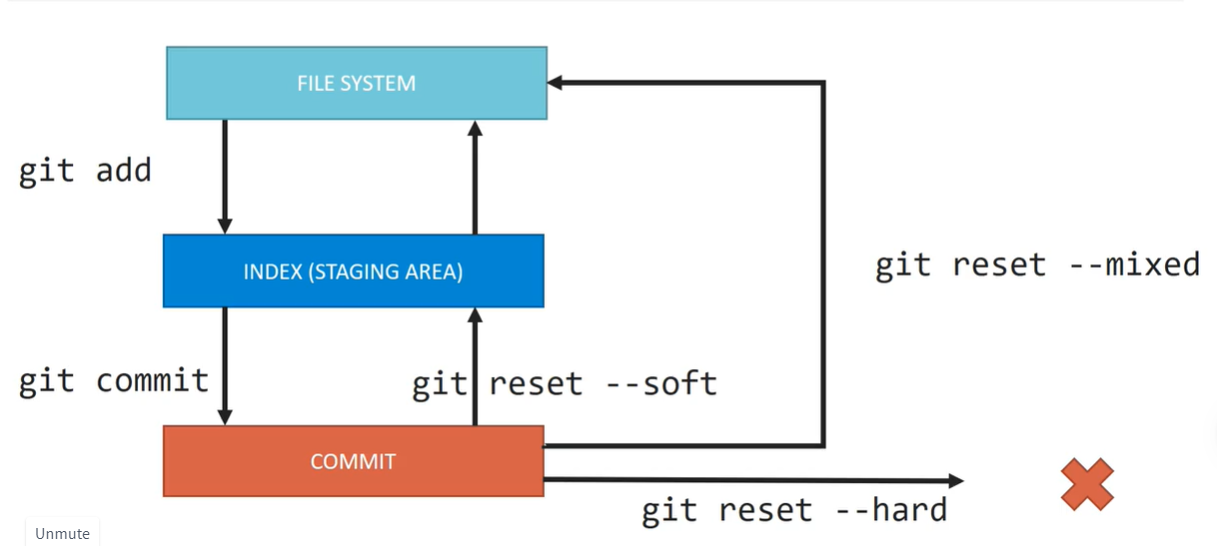 FILE SYSTEM
git add
INDEX (STAGING AREA)
git reset --mixed
git commit
git reset --soft
COMMIT
git reset --hard
Unmute